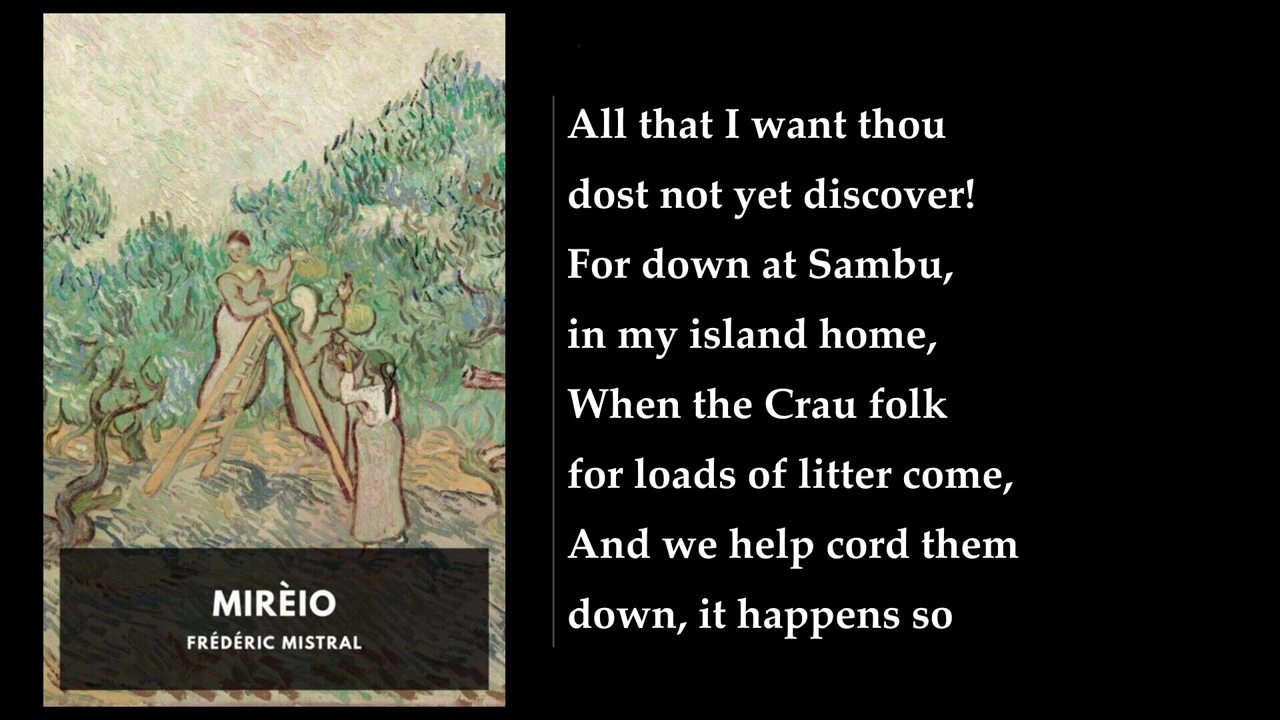 MIRÈIO
FRÉDÉRIC MISTRAL
All that I want thou
dost not yet discover!
For down at Sambu,
in my island home,
When the Crau folk
for loads of litter come,
And we help cord them
down, it happens so